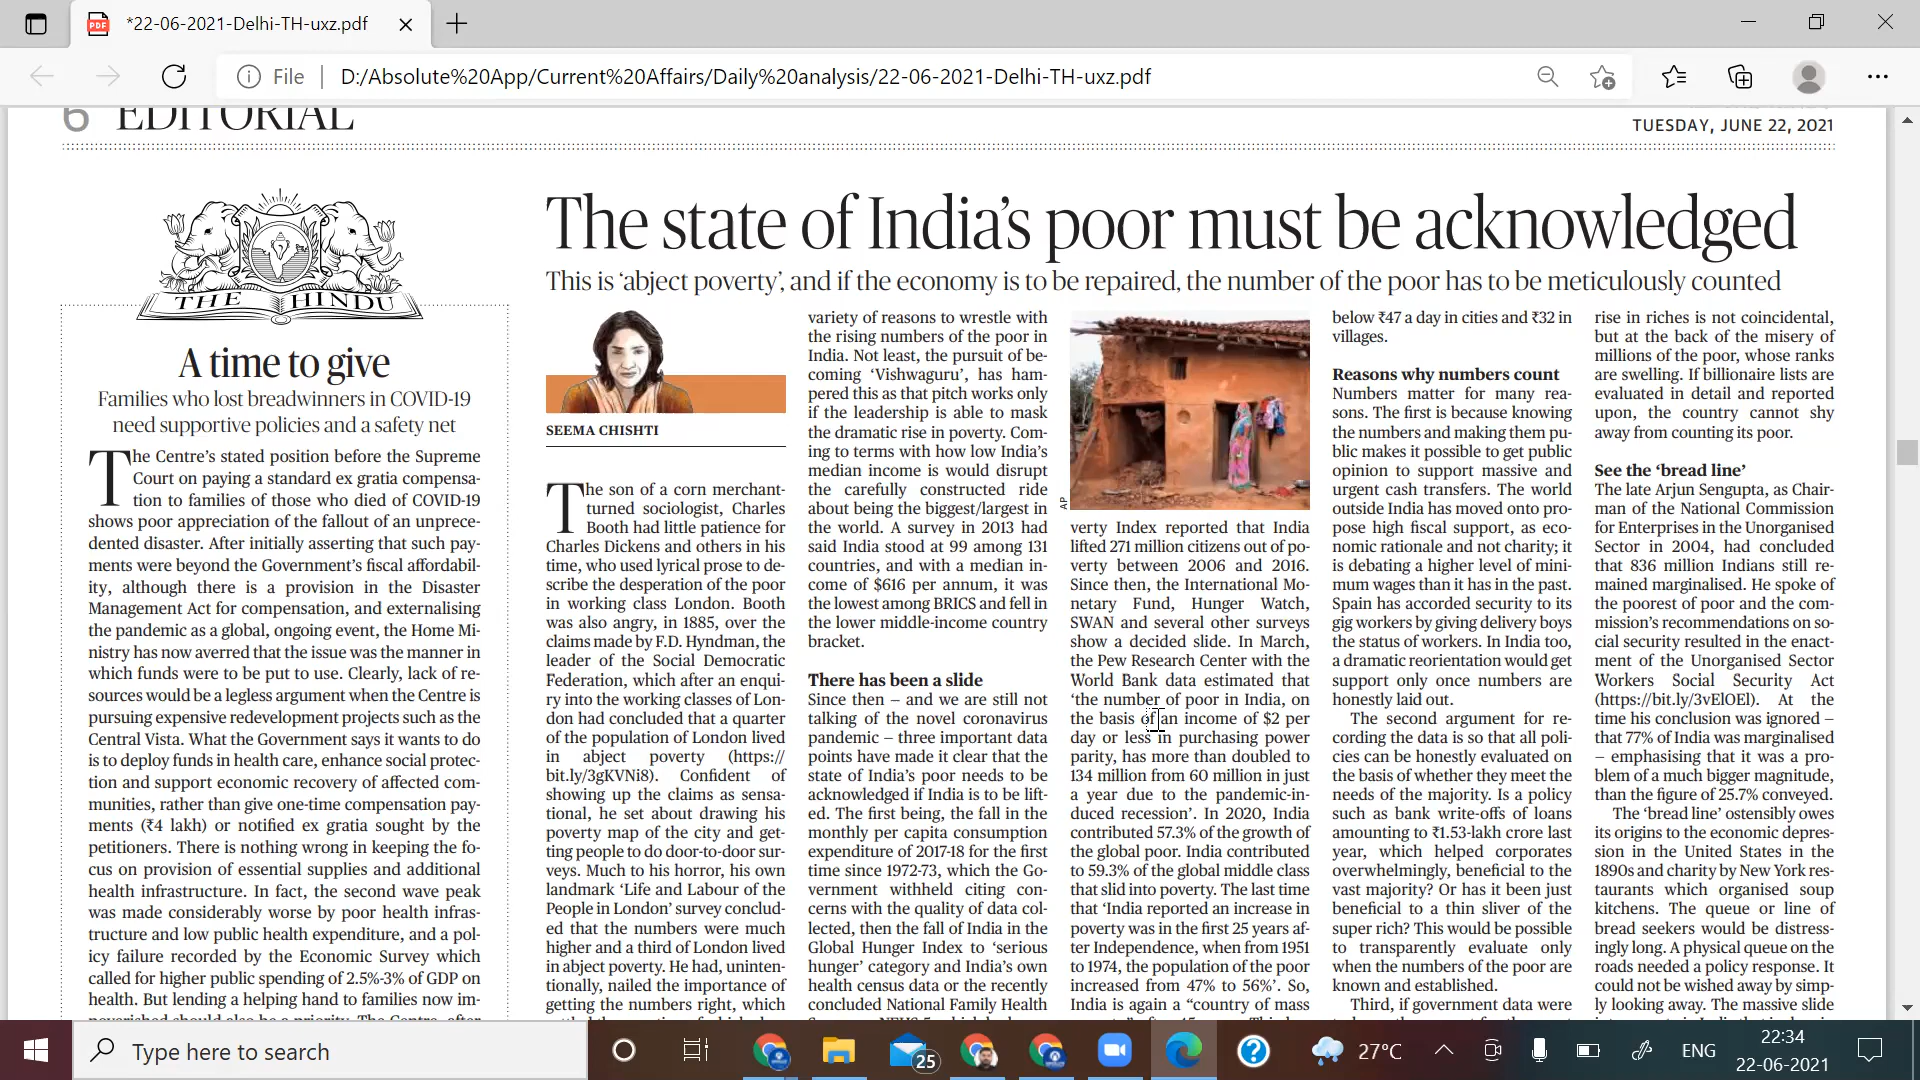 *22-06-2021-Delhi-TH-uxz.pdf
File
D:/Absolute%20App/Current%20Affairs/Daily%20analysis/22-06-2021-Delhi-TH-uxz.pdf
6 EDITORIAL
TUESDAY, JUNE 22, 2021
THE HINDU
A time to give
Families who lost breadwinners in COVID-19
need supportive policies and a safety net
The Centre's stated position before the Supreme
Court on paying a standard ex gratia compensa-
tion to families of those who died of COVID-19
shows poor appreciation of the fallout of an unprece-
dented disaster. After initially asserting that such pay-
ments were beyond the Government's fiscal affordabil-
ity, although there is a provision in the Disaster
Management Act for compensation, and externalising
the pandemic as a global, ongoing event, the Home Mi-
nistry has now averred that the issue was the manner in
which funds were to be put to use. Clearly, lack of re-
sources would be a legless argument when the Centre is
pursuing expensive redevelopment projects such as the
Central Vista. What the Government says it wants to do
is to deploy funds in health care, enhance social protec-
tion and support economic recovery of affected com-
munities, rather than give one-time compensation pay-
ments (₹4 lakh) or notified ex gratia sought by the
petitioners. There is nothing wrong in keeping the fo-
cus on provision of essential supplies and additional
health infrastructure. In fact, the second wave peak
was made considerably worse by poor health infras-
tructure and low public health expenditure, and a pol-
icy failure recorded by the Economic Survey which
called for higher public spending of 2.5%-3% of GDP on
health. But lending a helping hand to families now im-
The state of India's poor must be acknowledged
This is 'abject poverty', and if the economy is to be repaired, the number of the poor has to be meticulously counted
SEEMA CHISHTI
The son of a corn merchant-
turned sociologist, Charles
Booth had little patience for
Charles Dickens and others in his
time, who used lyrical prose to de-
scribe the desperation of the poor
in working class London. Booth
was also angry, in 1885, over the
claims made by F.D. Hyndman, the
leader of the Social Democratic
Federation, which after an enqui-
ry into the working classes of Lon-
don had concluded that a quarter
of the population of London lived
in abject poverty (https://
bit.ly/3gKVNi8). Confident of
showing up the claims as sensa-
tional, he set about drawing his
poverty map of the city and get-
ting people to do door-to-door sur-
veys. Much to his horror, his own
landmark 'Life and Labour of the
People in London' survey conclud-
ed that the numbers were much
higher and a third of London lived
in abject poverty. He had, uninten-
tionally, nailed the importance of
getting the numbers right, which
variety of reasons to wrestle with
the rising numbers of the poor in
India. Not least, the pursuit of be-
coming 'Vishwaguru', has ham-
pered this as that pitch works only
if the leadership is able to mask
the dramatic rise in poverty. Com-
ing to terms with how low India's
median income is would disrupt
the carefully constructed ride
about being the biggest/largest in
the world. A survey in 2013 had
said India stood at 99 among 131
countries, and with a median in-
come of $616 per annum, it was
the lowest among BRICS and fell in
the lower middle-income country
bracket.
There has been a slide
Since then – and we are still not
talking of the novel coronavirus
pandemic – three important data
points have made it clear that the
state of India's poor needs to be
acknowledged if India is to be lift-
ed. The first being, the fall in the
monthly per capita consumption
expenditure of 2017-18 for the first
time since 1972-73, which the Go-
vernment withheld citing con-
cerns with the quality of data col-
lected, then the fall of India in the
Global Hunger Index to 'serious
hunger' category and India's own
health census data or the recently
concluded National Family Health
AP
verty Index reported that India
lifted 271 million citizens out of po-
verty between 2006 and 2016.
Since then, the International Mo-
netary Fund, Hunger Watch,
SWAN and several other surveys
show a decided slide. In March,
the Pew Research Center with the
World Bank data estimated that
'the number of poor in India, on
the basis of an income of $2 per
day or less in purchasing power
parity, has more than doubled to
134 million from 60 million in just
a year due to the pandemic-in-
duced recession'. In 2020, India
contributed 57.3% of the growth of
the global poor. India contributed
to 59.3% of the global middle class
that slid into poverty. The last time
that 'India reported an increase in
poverty was in the first 25 years af-
ter Independence, when from 1951
to 1974, the population of the poor
increased from 47% to 56%'. So,
India is again a "country of mass
below ₹47 a day in cities and ₹32 in
villages.
Reasons why numbers count
Numbers matter for many rea-
sons. The first is because knowing
the numbers and making them pu-
blic makes it possible to get public
opinion to support massive and
urgent cash transfers. The world
outside India has moved onto pro-
pose high fiscal support, as eco-
nomic rationale and not charity; it
is debating a higher level of mini-
mum wages than it has in the past.
Spain has accorded security to its
gig workers by giving delivery boys
the status of workers. In India too,
a dramatic reorientation would get
support only once numbers are
honestly laid out.
The second argument for re-
cording the data is so that all poli-
cies can be honestly evaluated on
the basis of whether they meet the
needs of the majority. Is a policy
such as bank write-offs of loans
amounting to ₹1.53-lakh crore last
year, which helped corporates
overwhelmingly, beneficial to the
vast majority? Or has it been just
beneficial to a thin sliver of the
super rich? This would be possible
to transparently evaluate only
when the numbers of the poor are
known and established.
Third, if government data were
rise in riches is not coincidental,
but at the back of the misery of
millions of the poor, whose ranks
are swelling. If billionaire lists are
evaluated in detail and reported
upon, the country cannot shy
away from counting its poor.
See the 'bread line'
The late Arjun Sengupta, as Chair-
man of the National Commission
for Enterprises in the Unorganised
Sector in 2004, had concluded
that 836 million Indians still re-
mained marginalised. He spoke of
the poorest of poor and the com-
mission's recommendations on so-
cial security resulted in the enact-
ment of the Unorganised Sector
Workers Social Security Act
(https://bit.ly/3vElOEl). At the
time his conclusion was ignored –
that 77% of India was marginalised
– emphasising that it was a pro-
blem of a much bigger magnitude,
than the figure of 25.7% conveyed.
The 'bread line' ostensibly owes
its origins to the economic depres-
sion in the United States in the
1890s and charity by New York res-
taurants which organised soup
kitchens. The queue or line of
bread seekers would be distress-
ingly long. A physical queue on the
roads needed a policy response. It
could not be wished away by simp-
ly looking away. The massive slide
Type here to search
25
27°C
ENG
22:34
22-06-2021